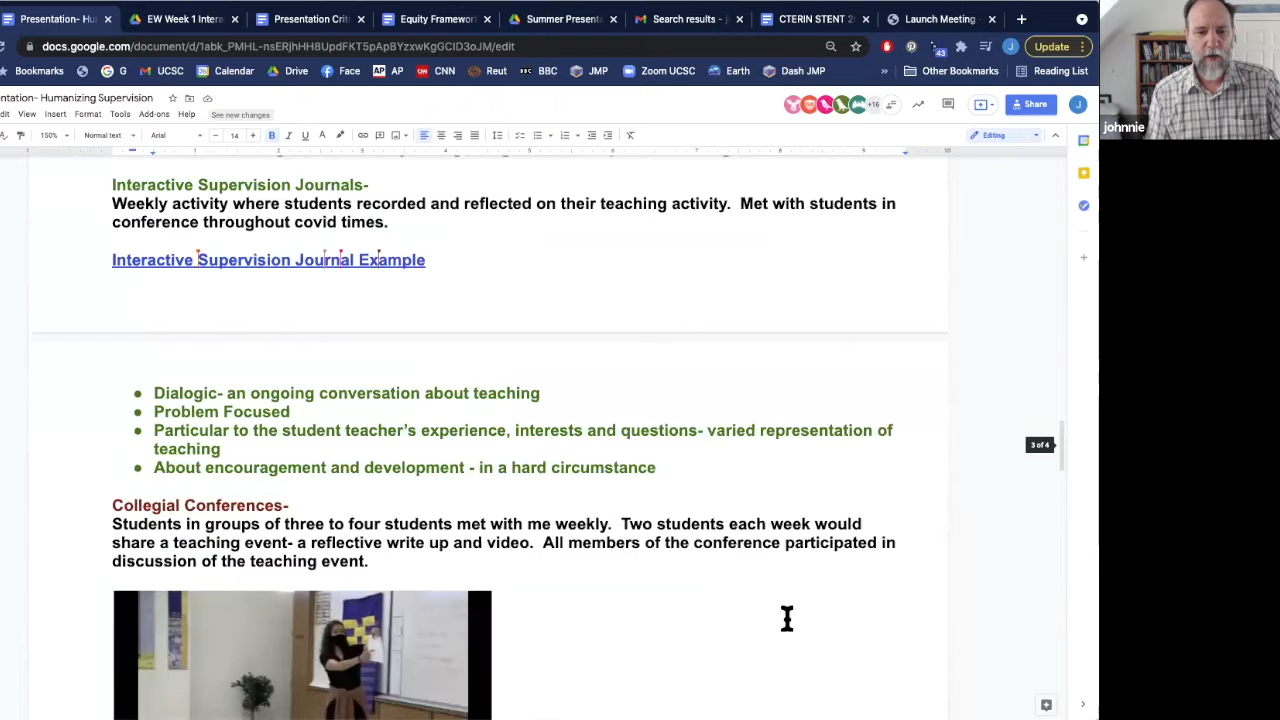 Presentation- Hu
EW Week 1 Intera
Presentation Crit
Equity Framework
Summer Presenta
Search results - j
CTERIN STENT 2
Launch Meeting -
docs.google.com/document/d/1abk_PMHL-nsERjhHH8UpdFKT5pApBYzxwKgGCID3oJM/edit
43
J
Update
Bookmarks
G
UCSC
Calendar
Drive
Face
AP
CNN
Reut
BBC
JMP
Zoom UCSC
Earth
Dash JMP
Other Bookmarks
Reading List
entation- Humanizing Supervision
dit View Insert Format Tools Add-ons Help See new changes
+16
Share
J
150% Normal text Arial 14 Editing
Interactive Supervision Journals-
Weekly activity where students recorded and reflected on their teaching activity. Met with students in
conference throughout covid times.
Interactive Supervision Journal Example
● Dialogic- an ongoing conversation about teaching
● Problem Focused
● Particular to the student teacher's experience, interests and questions- varied representation of
teaching
● About encouragement and development - in a hard circumstance
3 of 4
Collegial Conferences-
Students in groups of three to four students met with me weekly. Two students each week would
share a teaching event- a reflective write up and video. All members of the conference participated in
discussion of the teaching event.
johnnie